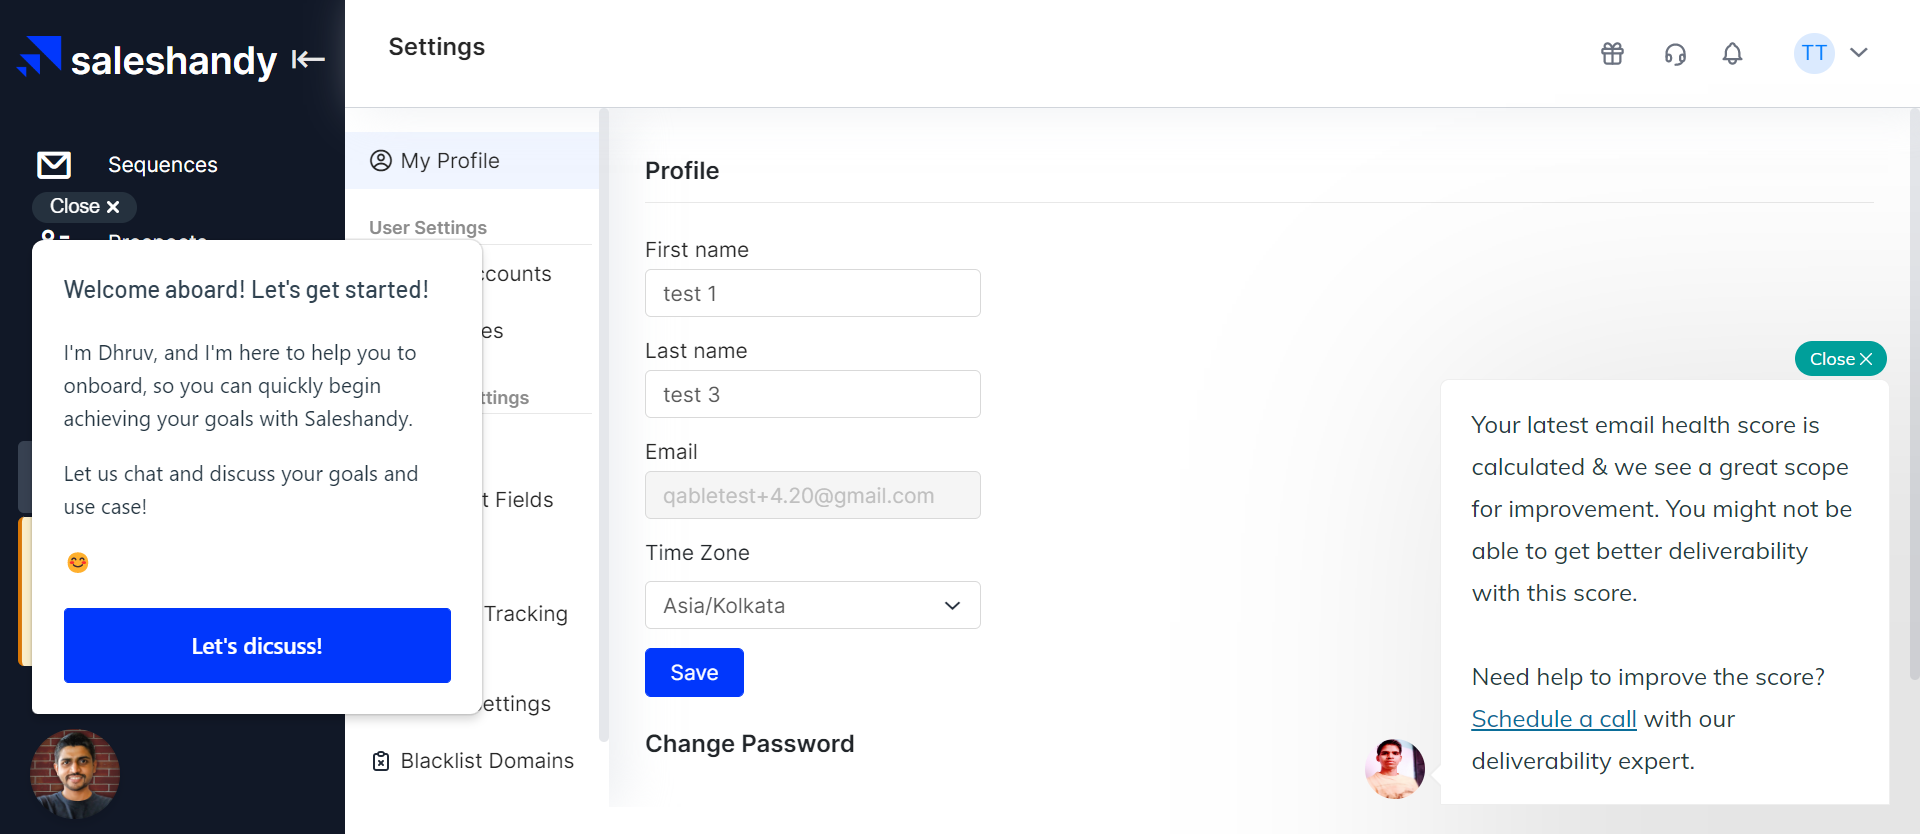 saleshandy
Settings
TT
Sequences
Close
My Profile
Profile
User Settings
First name
test 1
Welcome aboard! Let's get started!
I'm Dhruv, and I'm here to help you to
onboard, so you can quickly begin
achieving your goals with Saleshandy.
Let us chat and discuss your goals and
use case!
Let's dicsuss!
Fields
Tracking
Blacklist Domains
Last name
test 3
Email
qabletest+4.20@gmail.com
Time Zone
Asia/Kolkata
Save
Change Password
Close
Your latest email health score is
calculated & we see a great scope
for improvement. You might not be
able to get better deliverability
with this score.
Need help to improve the score?
Schedule a call with our
deliverability expert.